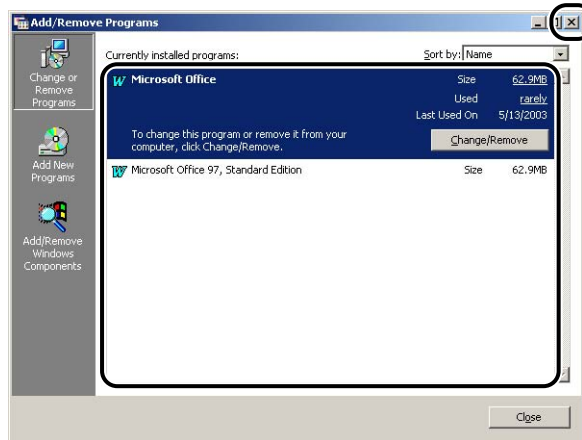 Add/Remove Programs
Change or
Remove
Programs
Add New
Programs
Add/Remove
Windows
Components
Currently installed programs:
Sort by: Name
Microsoft Office
Size 62.9MB
Used rarely
Last Used On 5/13/2003
To change this program or remove it from your
computer, click Change/Remove.
Change/Remove
Microsoft Office 97, Standard Edition
Size 62.9MB
Close